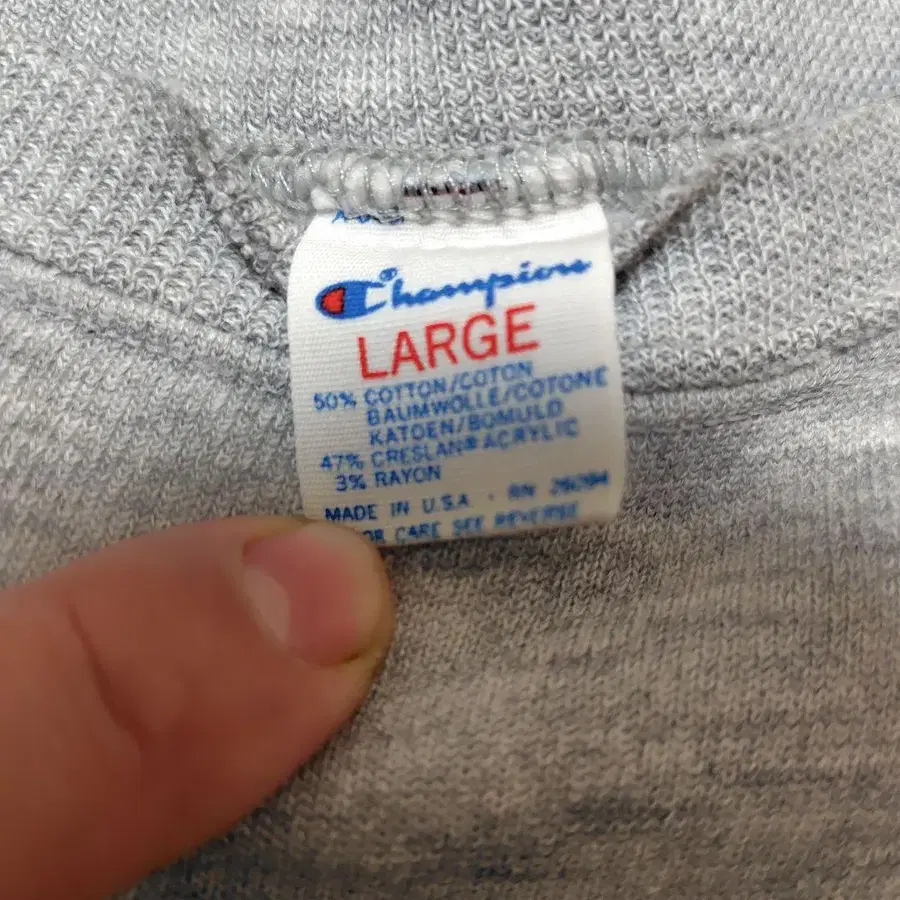 Champion®
LARGE
50% COTTON/COTON
BAUMWOLLE/COTONE
KATOEN/BOMULD
47% CRESLAN® ACRYLIC
3% RAYON
MADE IN U.S.A. · RN 26094
OR CARE SEE REVERSE